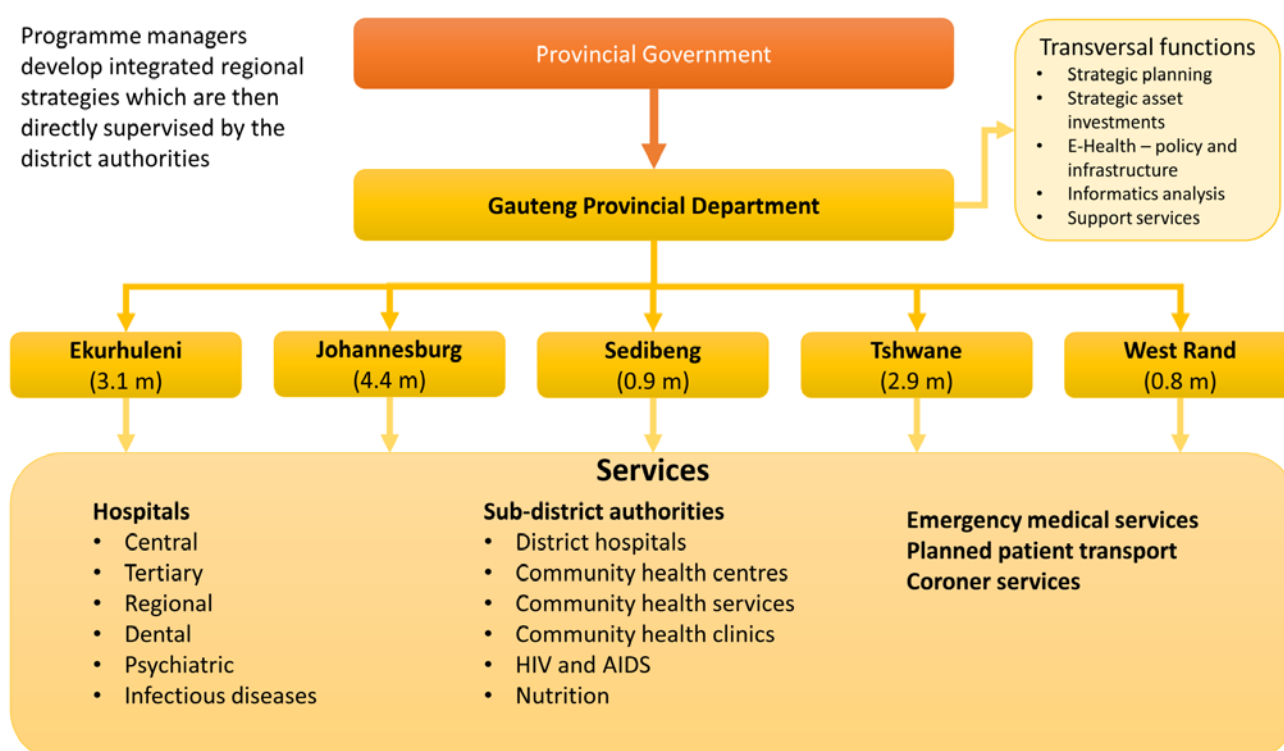 Programme managers
develop integrated regional
strategies which are then
directly supervised by the
district authorities
Provincial Government
Transversal functions
• Strategic planning
• Strategic asset
investments
• E-Health – policy and
infrastructure
• Informatics analysis
• Support services
Gauteng Provincial Department
Ekurhuleni
(3.1 m)
Johannesburg
(4.4 m)
Sedibeng
(0.9 m)
Tshwane
(2.9 m)
West Rand
(0.8 m)
Services
Hospitals
• Central
• Tertiary
• Regional
• Dental
• Psychiatric
• Infectious diseases
Sub-district authorities
• District hospitals
• Community health centres
• Community health services
• Community health clinics
• HIV and AIDS
• Nutrition
Emergency medical services
Planned patient transport
Coroner services